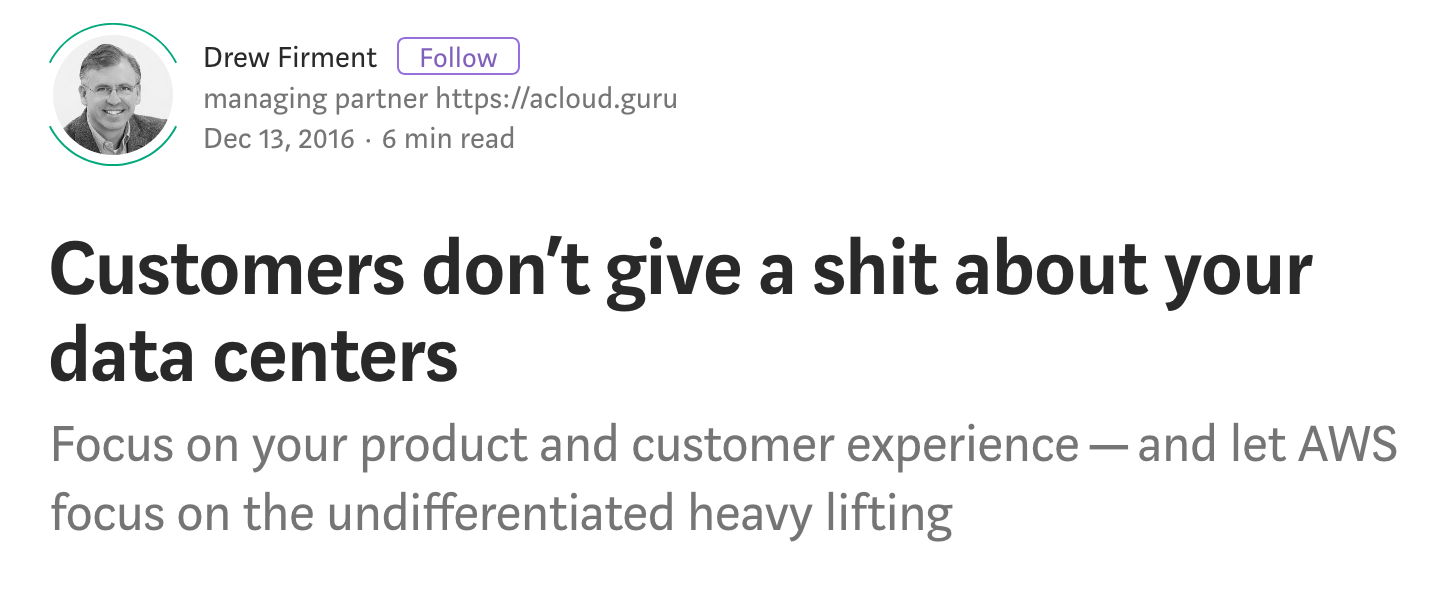 Drew Firment Follow
managing partner https://acloud.guru
Dec 13, 2016 · 6 min read
Customers don’t give a shit about your
data centers
Focus on your product and customer experience — and let AWS
focus on the undifferentiated heavy lifting